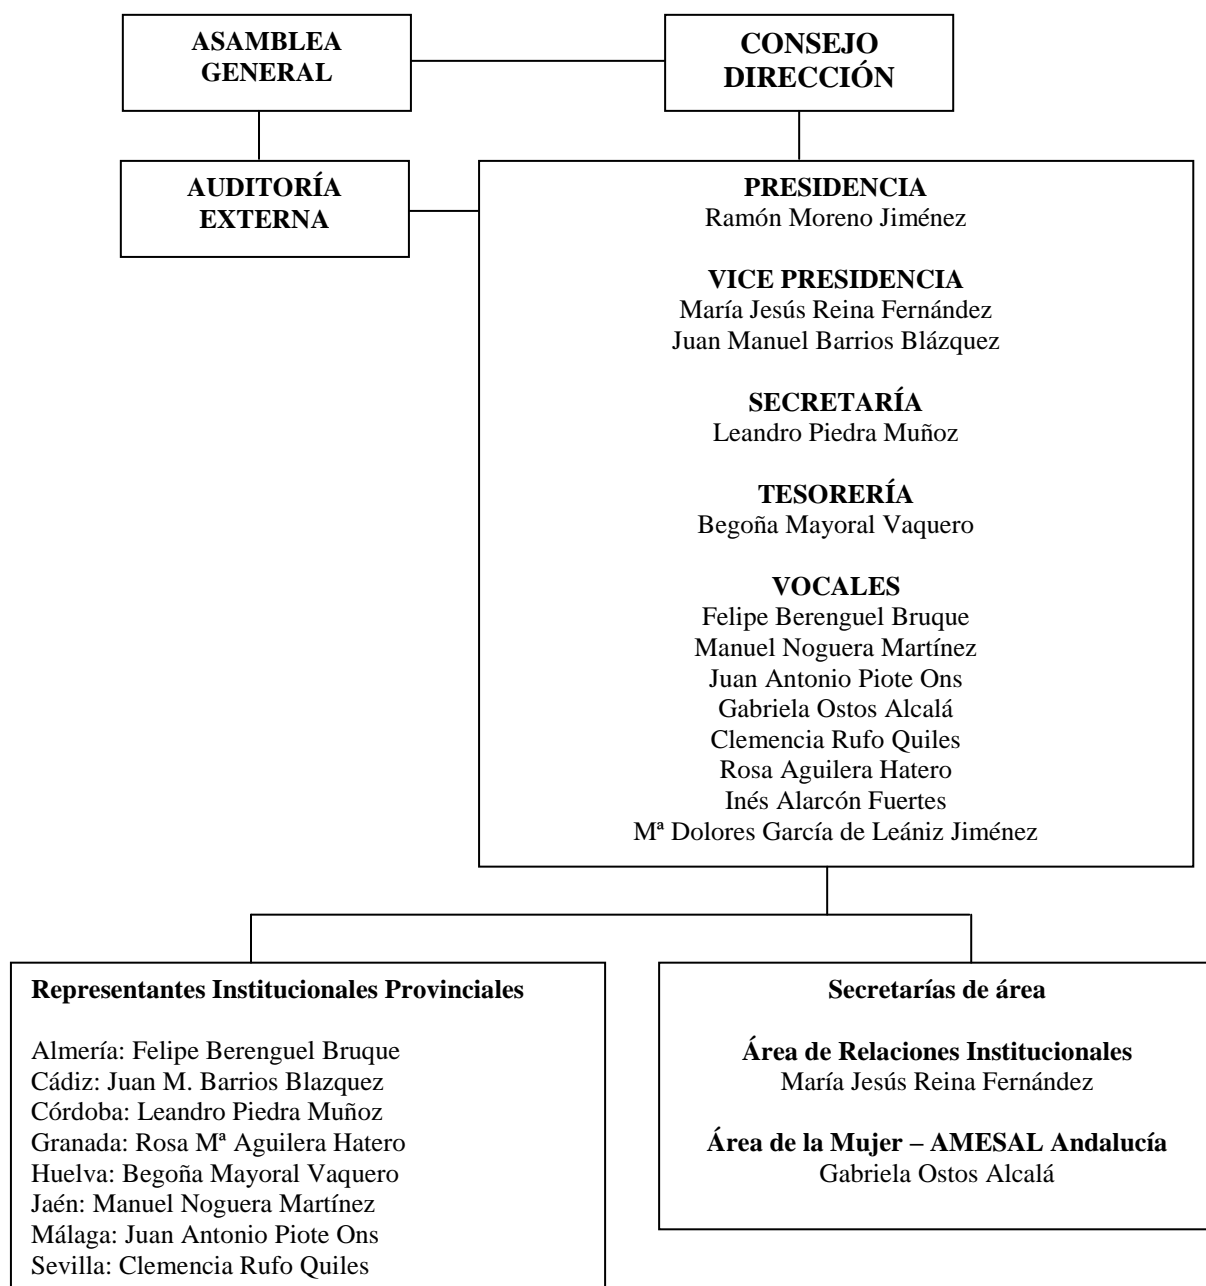 ASAMBLEA
GENERAL
CONSEJO
DIRECCIÓN
AUDITORÍA
EXTERNA
PRESIDENCIA
Ramón Moreno Jiménez
VICE PRESIDENCIA
María Jesús Reina Fernández
Juan Manuel Barrios Blázquez
SECRETARÍA
Leandro Piedra Muñoz
TESORERÍA
Begoña Mayoral Vaquero
VOCALES
Felipe Berenguel Bruque
Manuel Noguera Martínez
Juan Antonio Piote Ons
Gabriela Ostos Alcalá
Clemencia Rufo Quiles
Rosa Aguilera Hatero
Inés Alarcón Fuertes
Mª Dolores García de Leániz Jiménez
Representantes Institucionales Provinciales
Almería: Felipe Berenguel Bruque
Cádiz: Juan M. Barrios Blazquez
Córdoba: Leandro Piedra Muñoz
Granada: Rosa Mª Aguilera Hatero
Huelva: Begoña Mayoral Vaquero
Jaén: Manuel Noguera Martínez
Málaga: Juan Antonio Piote Ons
Sevilla: Clemencia Rufo Quiles
Secretarías de área
Área de Relaciones Institucionales
María Jesús Reina Fernández
Área de la Mujer – AMESAL Andalucía
Gabriela Ostos Alcalá